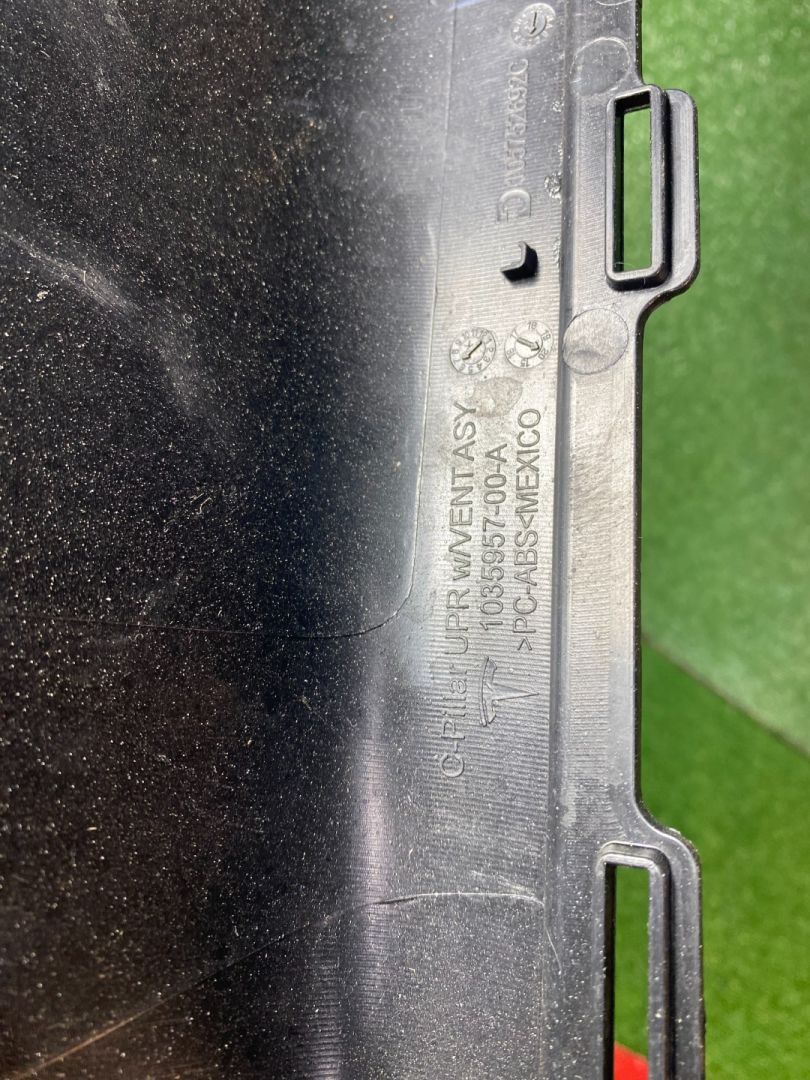 C-Pillar UPR w/VENT ASY
1035957-00-A
>PC-ABS<MEXICO